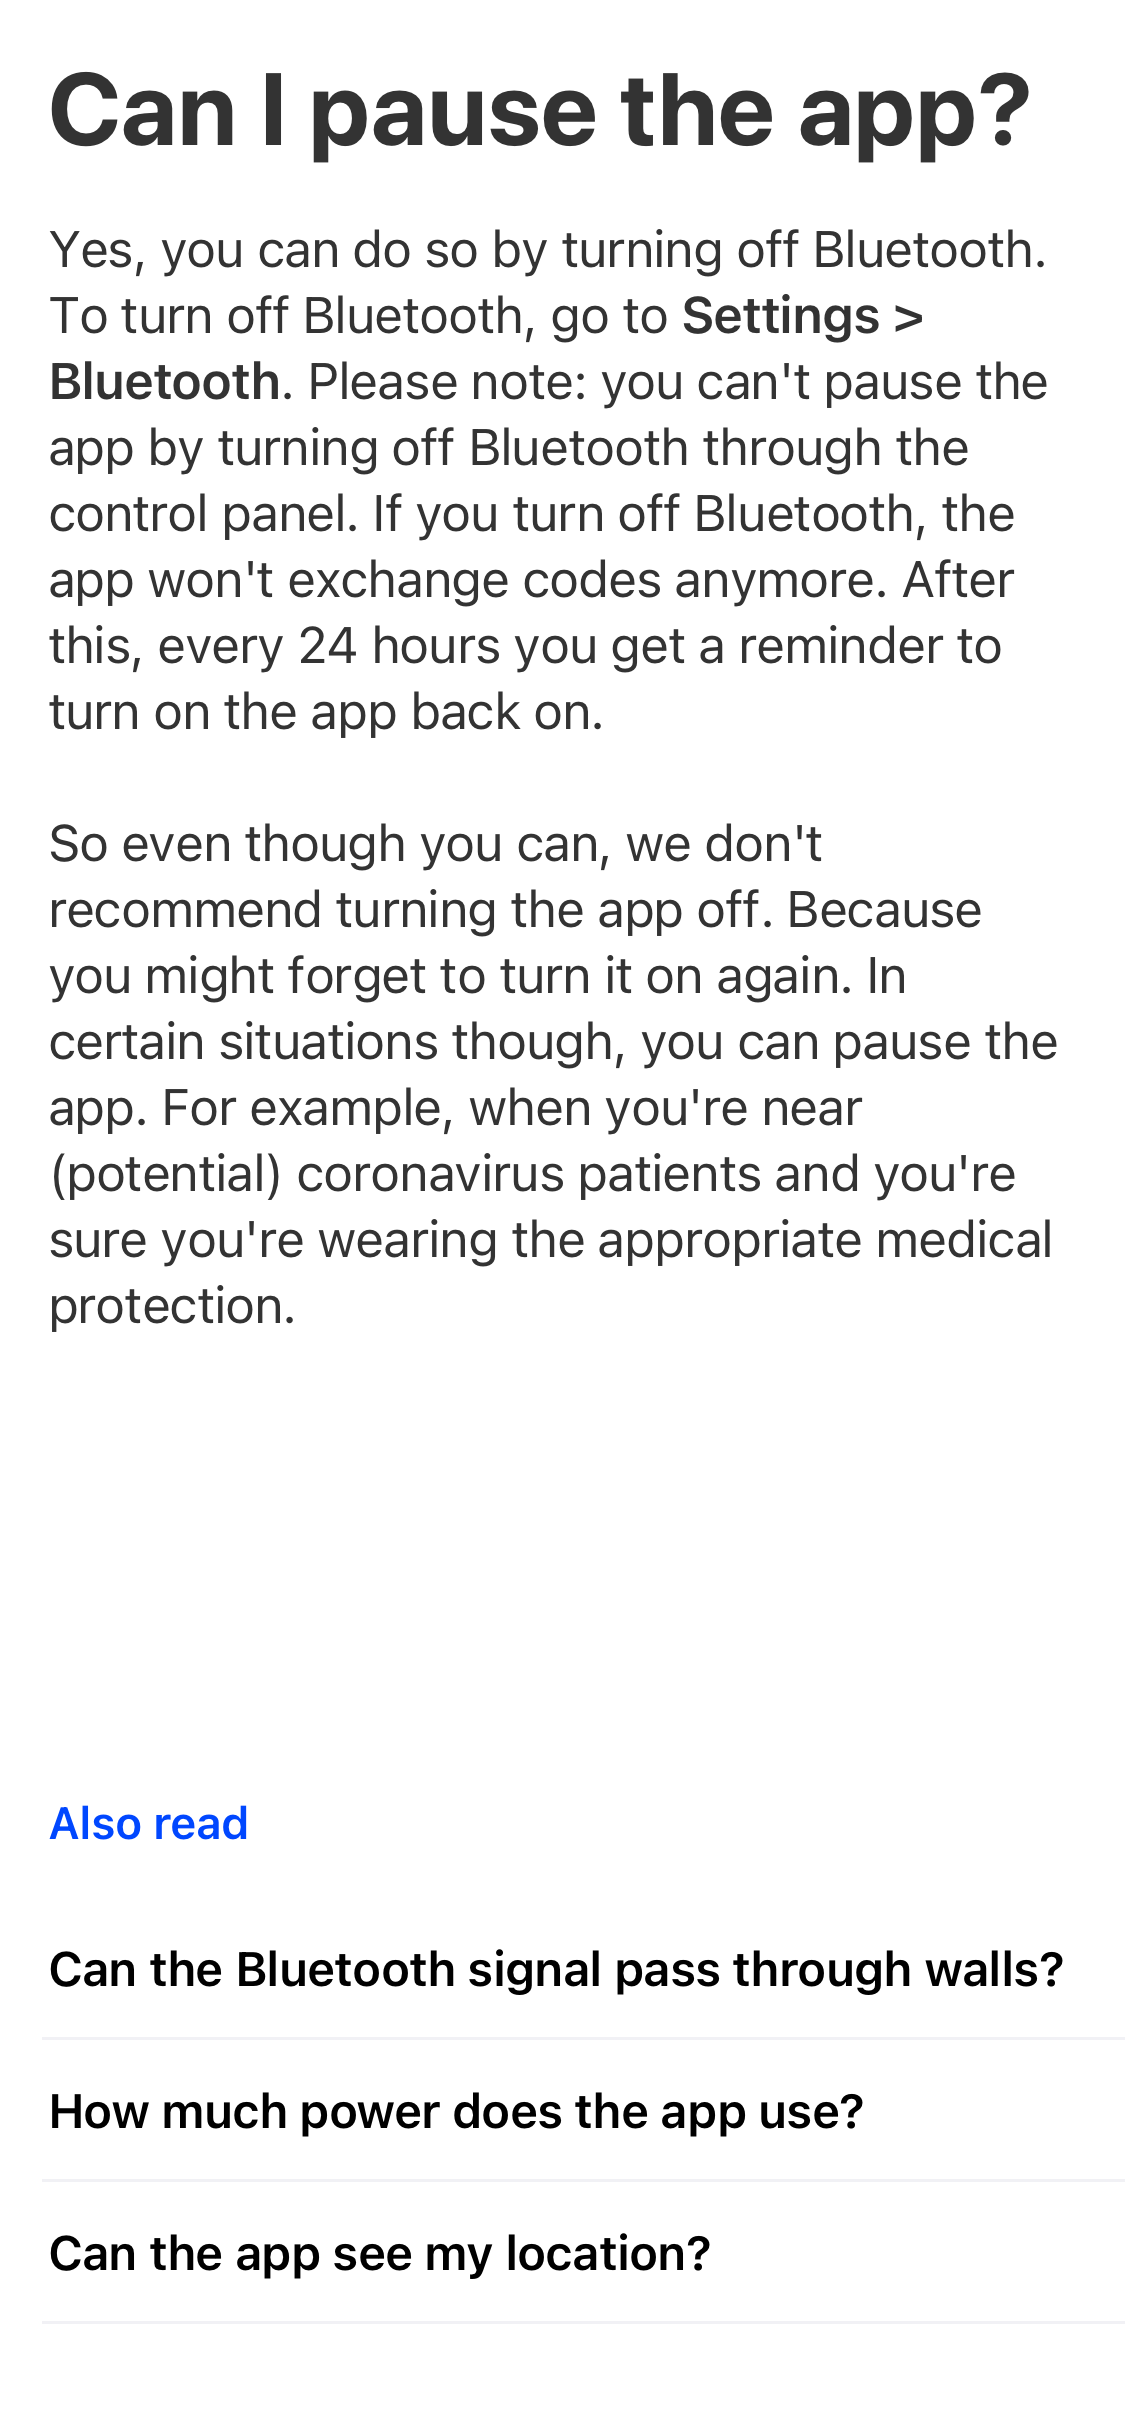 Can I pause the app?
Yes, you can do so by turning off Bluetooth.
To turn off Bluetooth, go to Settings >
Bluetooth. Please note: you can't pause the
app by turning off Bluetooth through the
control panel. If you turn off Bluetooth, the
app won't exchange codes anymore. After
this, every 24 hours you get a reminder to
turn on the app back on.
So even though you can, we don't
recommend turning the app off. Because
you might forget to turn it on again. In
certain situations though, you can pause the
app. For example, when you're near
(potential) coronavirus patients and you're
sure you're wearing the appropriate medical
protection.
Also read
Can the Bluetooth signal pass through walls?
How much power does the app use?
Can the app see my location?